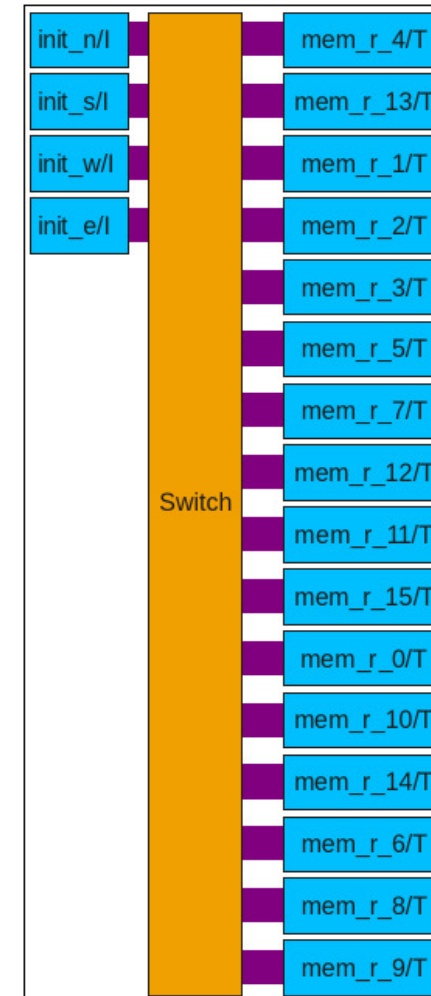 init_n/I
init_s/I
init_w/I
init_e/I
Switch
mem_r_4/T
mem_r_13/T
mem_r_1/T
mem_r_2/T
mem_r_3/T
mem_r_5/T
mem_r_7/T
mem_r_12/T
mem_r_11/T
mem_r_15/T
mem_r_0/T
mem_r_10/T
mem_r_14/T
mem_r_6/T
mem_r_8/T
mem_r_9/T